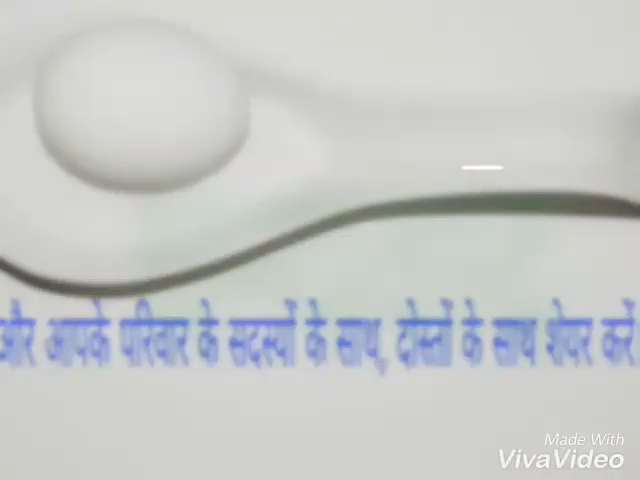 और आपके परिवार के सदस्यों के साथ, दोस्तों के साथ शेयर करें
Made With
VivaVideo